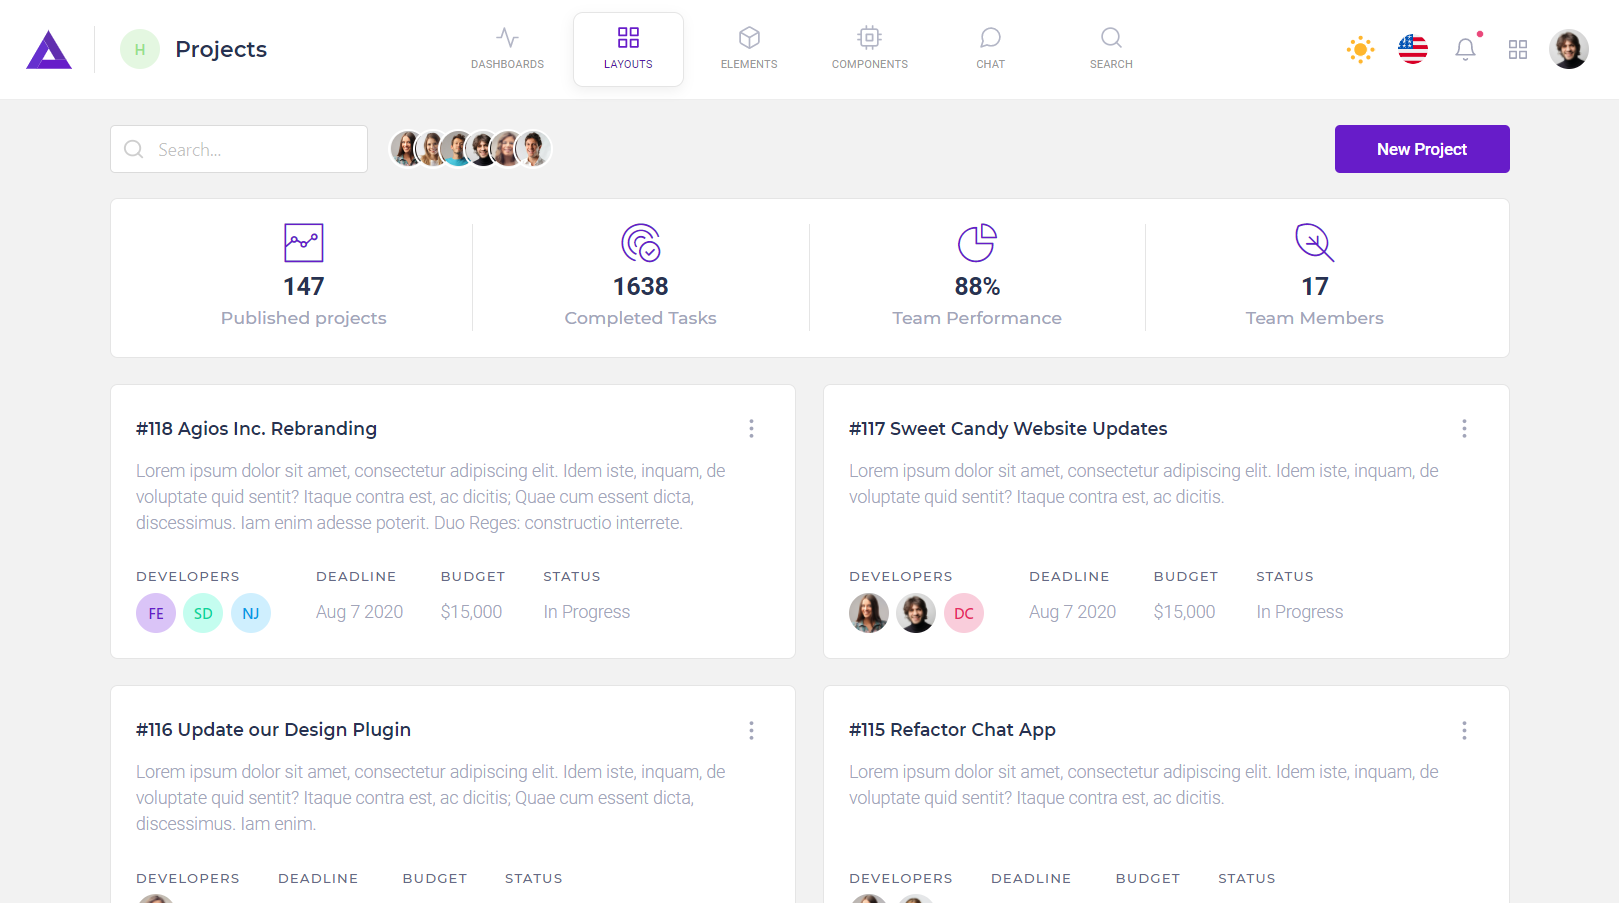 H
Projects
DASHBOARDS
LAYOUTS
ELEMENTS
COMPONENTS
CHAT
SEARCH
Search...
New Project
147
Published projects
1638
Completed Tasks
88%
Team Performance
17
Team Members
#118 Agios Inc. Rebranding
Lorem ipsum dolor sit amet, consectetur adipiscing elit. Idem iste, inquam, de
voluptate quid sentit? Itaque contra est, ac dicitis; Quae cum essent dicta,
discessimus. Iam enim adesse poterit. Duo Reges: constructio interrete.
DEVELOPERS
FE SD NJ
DEADLINE
Aug 7 2020
BUDGET
$15,000
STATUS
In Progress
#117 Sweet Candy Website Updates
Lorem ipsum dolor sit amet, consectetur adipiscing elit. Idem iste, inquam, de
voluptate quid sentit? Itaque contra est, ac dicitis.
DEVELOPERS
DC
DEADLINE
Aug 7 2020
BUDGET
$15,000
STATUS
In Progress
#116 Update our Design Plugin
Lorem ipsum dolor sit amet, consectetur adipiscing elit. Idem iste, inquam, de
voluptate quid sentit? Itaque contra est, ac dicitis; Quae cum essent dicta,
discessimus. Iam enim.
DEVELOPERS
DEADLINE
BUDGET
STATUS
#115 Refactor Chat App
Lorem ipsum dolor sit amet, consectetur adipiscing elit. Idem iste, inquam, de
voluptate quid sentit? Itaque contra est, ac dicitis.
DEVELOPERS
DEADLINE
BUDGET
STATUS